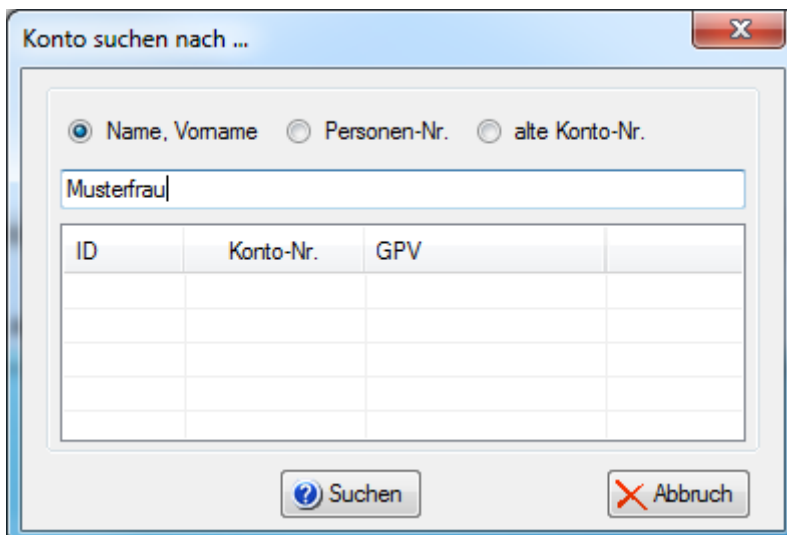 Konto suchen nach ...
Name, Vorname Personen-Nr. alte Konto-Nr.
Musterfrau
ID Konto-Nr. GPV
Suchen Abbruch